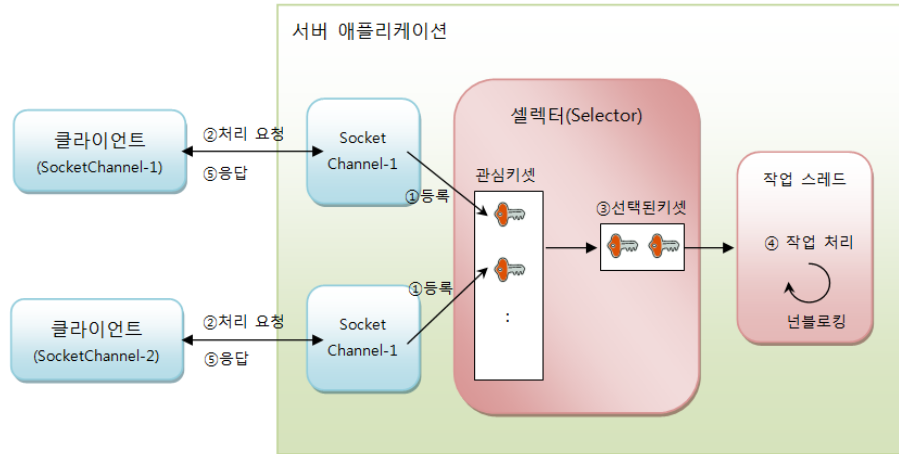 서버 애플리케이션
셀렉터(Selector)
클라이언트
(SocketChannel-1)
②처리 요청
⑤응답
Socket
Channel-1
①등록
관심키셋
③선택된키셋
작업 스레드
④ 작업 처리
넌블로킹
①등록
:
클라이언트
(SocketChannel-2)
②처리 요청
⑤응답
Socket
Channel-1